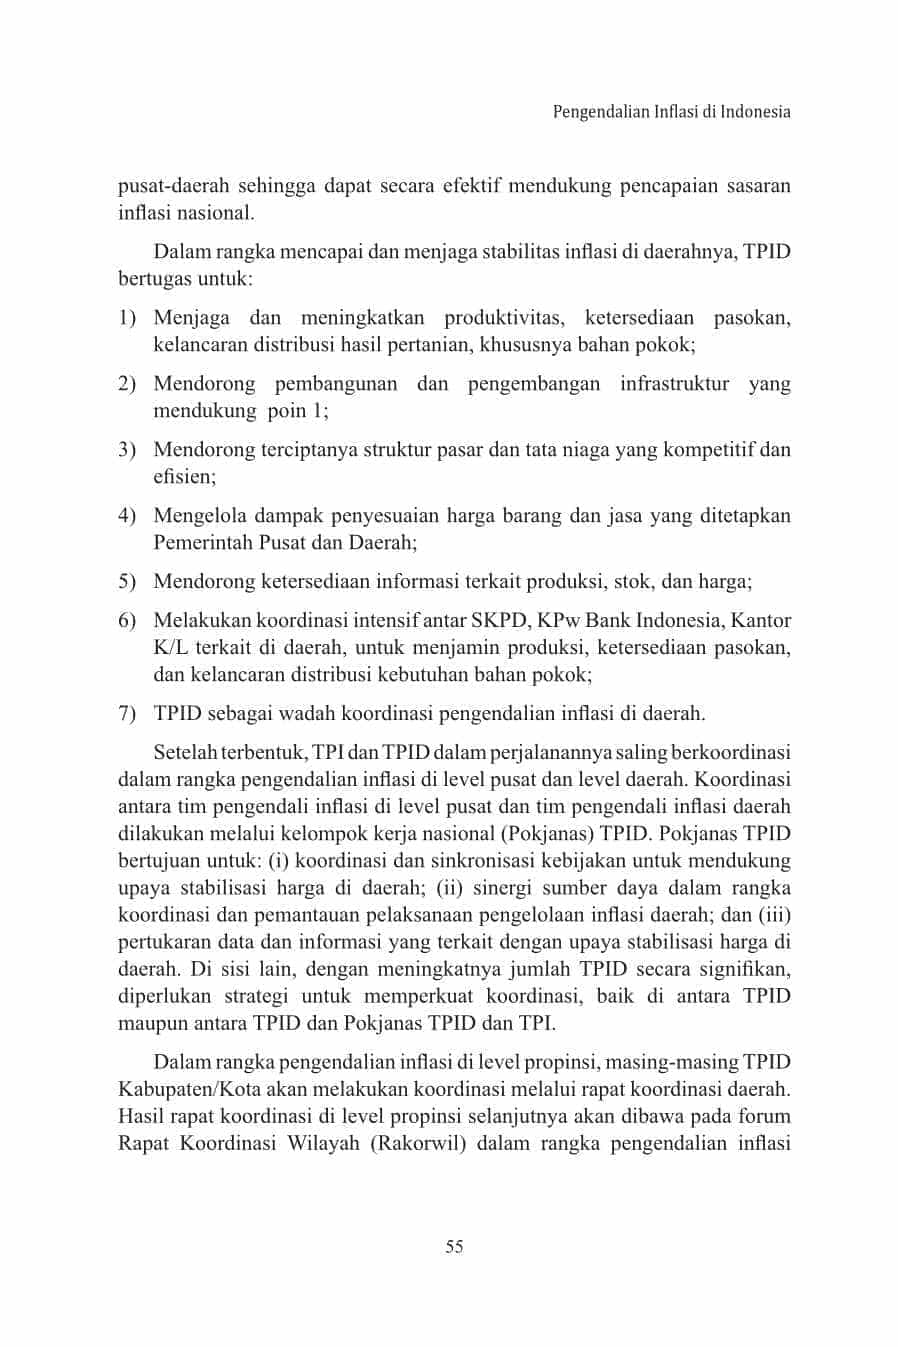 Pengendalian Inflasi di Indonesia
pusat-daerah sehingga dapat secara efektif mendukung pencapaian sasaran
inflasi nasional.
Dalam rangka mencapai dan menjaga stabilitas inflasi di daerahnya, TPID
bertugas untuk:
1) Menjaga dan meningkatkan produktivitas, ketersediaan pasokan,
kelancaran distribusi hasil pertanian, khususnya bahan pokok;
2) Mendorong pembangunan dan pengembangan infrastruktur yang
mendukung poin 1;
3) Mendorong terciptanya struktur pasar dan tata niaga yang kompetitif dan
efisien;
4) Mengelola dampak penyesuaian harga barang dan jasa yang ditetapkan
Pemerintah Pusat dan Daerah;
5) Mendorong ketersediaan informasi terkait produksi, stok, dan harga;
6) Melakukan koordinasi intensif antar SKPD, KPw Bank Indonesia, Kantor
K/L terkait di daerah, untuk menjamin produksi, ketersediaan pasokan,
dan kelancaran distribusi kebutuhan bahan pokok;
7) TPID sebagai wadah koordinasi pengendalian inflasi di daerah.
Setelah terbentuk, TPI dan TPID dalam perjalanannya saling berkoordinasi
dalam rangka pengendalian inflasi di level pusat dan level daerah. Koordinasi
antara tim pengendali inflasi di level pusat dan tim pengendali inflasi daerah
dilakukan melalui kelompok kerja nasional (Pokjanas) TPID. Pokjanas TPID
bertujuan untuk: (i) koordinasi dan sinkronisasi kebijakan untuk mendukung
upaya stabilisasi harga di daerah; (ii) sinergi sumber daya dalam rangka
koordinasi dan pemantauan pelaksanaan pengelolaan inflasi daerah; dan (iii)
pertukaran data dan informasi yang terkait dengan upaya stabilisasi harga di
daerah. Di sisi lain, dengan meningkatnya jumlah TPID secara signifikan,
diperlukan strategi untuk memperkuat koordinasi, baik di antara TPID
maupun antara TPID dan Pokjanas TPID dan TPI.
Dalam rangka pengendalian inflasi di level propinsi, masing-masing TPID
Kabupaten/Kota akan melakukan koordinasi melalui rapat koordinasi daerah.
Hasil rapat koordinasi di level propinsi selanjutnya akan dibawa pada forum
Rapat Koordinasi Wilayah (Rakorwil) dalam rangka pengendalian inflasi
55